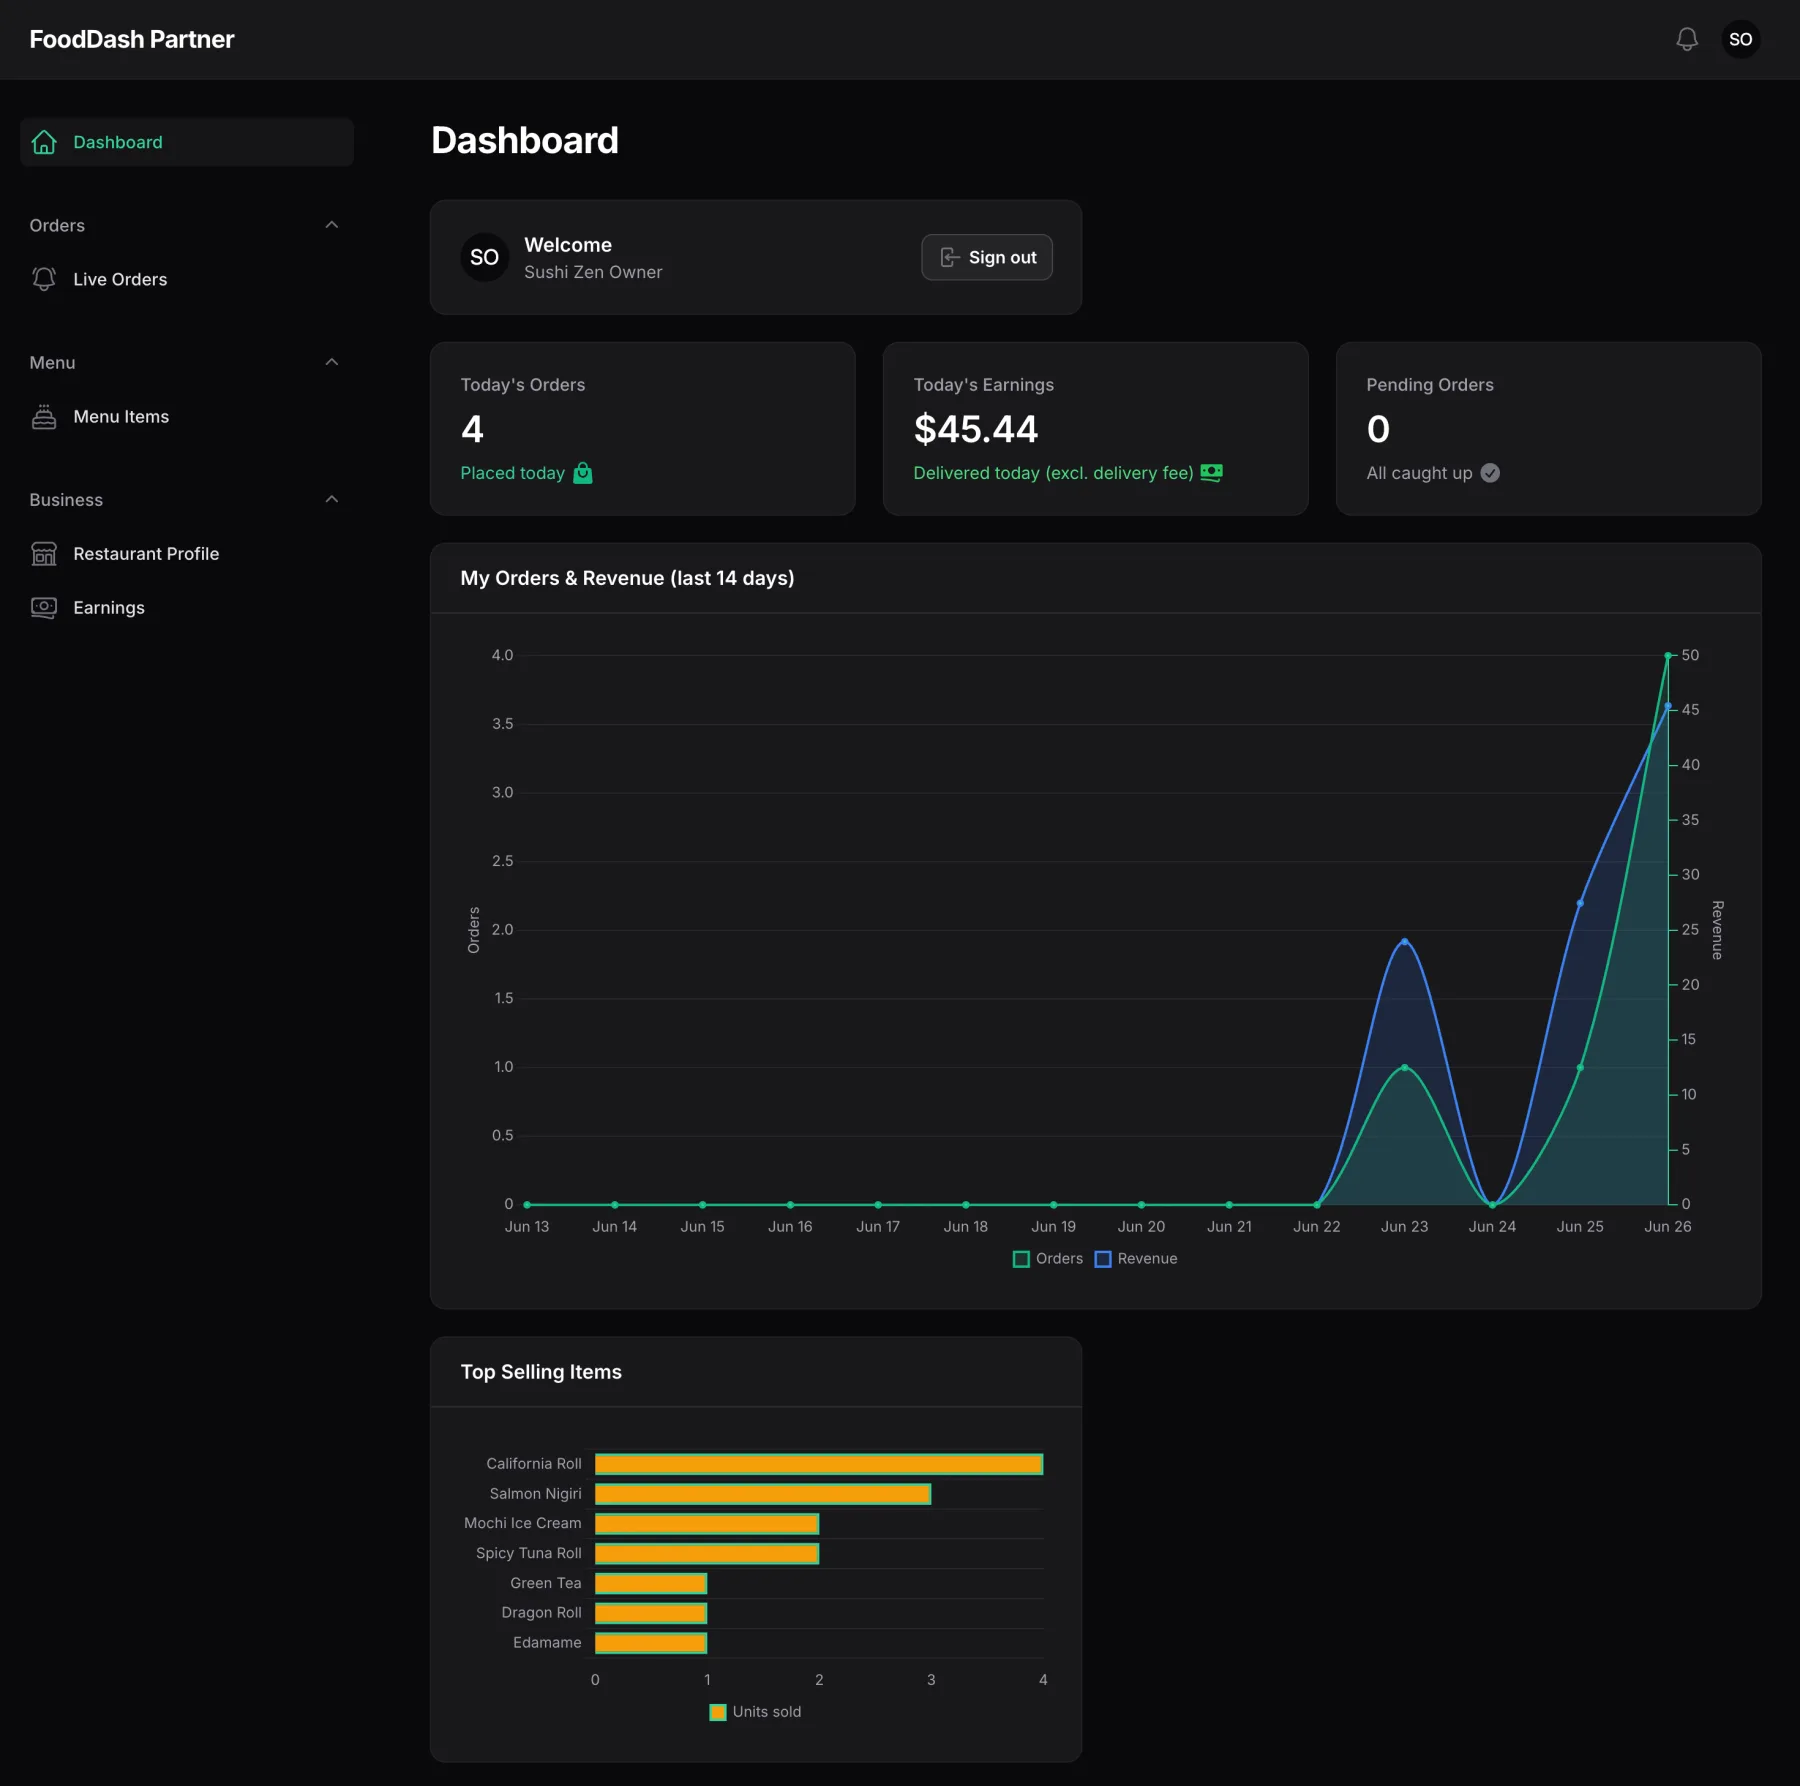 FoodDash Partner
SO
Dashboard
Orders
Live Orders
Menu
Menu Items
Business
Restaurant Profile
Earnings
Dashboard
SO
Welcome
Sushi Zen Owner
Sign out
Today's Orders
4
Placed today
Today's Earnings
$45.44
Delivered today (excl. delivery fee)
Pending Orders
0
All caught up
My Orders & Revenue (last 14 days)
4.0
3.5
3.0
2.5
2.0
1.5
1.0
0.5
0
Orders
50
45
40
35
30
25
20
15
10
5
0
Revenue
Jun 13 Jun 14 Jun 15 Jun 16 Jun 17 Jun 18 Jun 19 Jun 20 Jun 21 Jun 22 Jun 23 Jun 24 Jun 25 Jun 26
Orders Revenue
Top Selling Items
California Roll
Salmon Nigiri
Mochi Ice Cream
Spicy Tuna Roll
Green Tea
Dragon Roll
Edamame
0 1 2 3 4
Units sold